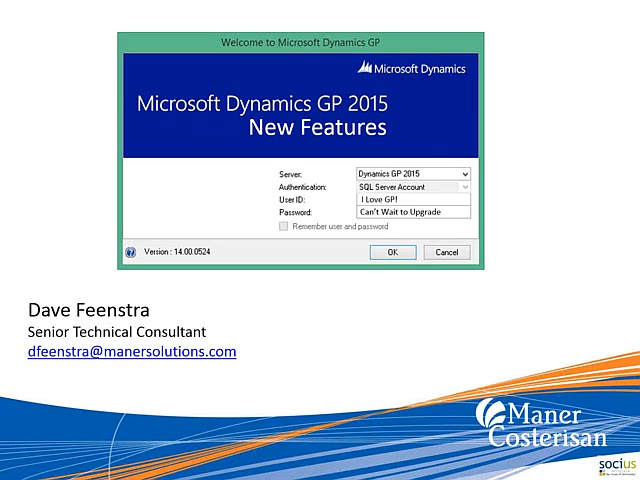 Welcome to Microsoft Dynamics GP
Microsoft Dynamics
Microsoft Dynamics GP 2015
New Features
Server: Dynamics GP 2015
Authentication: SQL Server Account
User ID: I Love GP!
Password: Can't Wait to Upgrade
Remember user and password
Version : 14.00.0524
OK Cancel
Dave Feenstra
Senior Technical Consultant
dfeenstra@manersolutions.com
Maner
Costerisan
socius